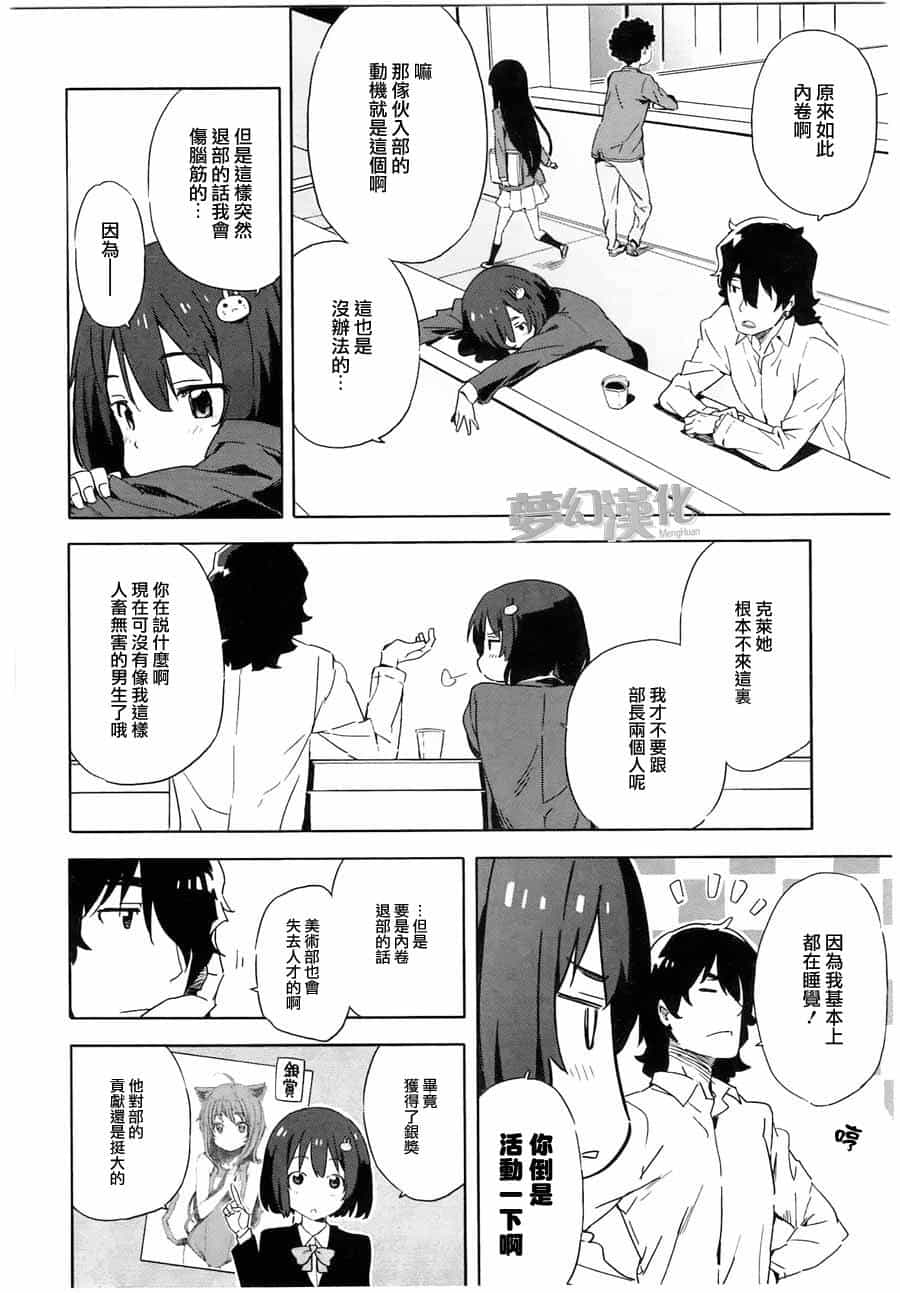 原來如此
內卷啊
嘛
那傢伙入部的
動機就是這個啊
這也是
沒辦法的…
但是這樣突然
退部的話我會
傷腦筋的…
因為—
夢幻漢化
MengHuan
克萊她
根本不來這裏
我才不要跟
部長兩個人呢
你在説什麼啊
現在可沒有像我這樣
人畜無害的男生了哦
因為我基本上
都在睡覺!
哼
你倒是
活動一下啊
…但是
要是內卷
退部的話
美術部也會
失去人才的啊
畢竟
獲得了銀獎
銀賞
他對部的
貢獻還是挺大的